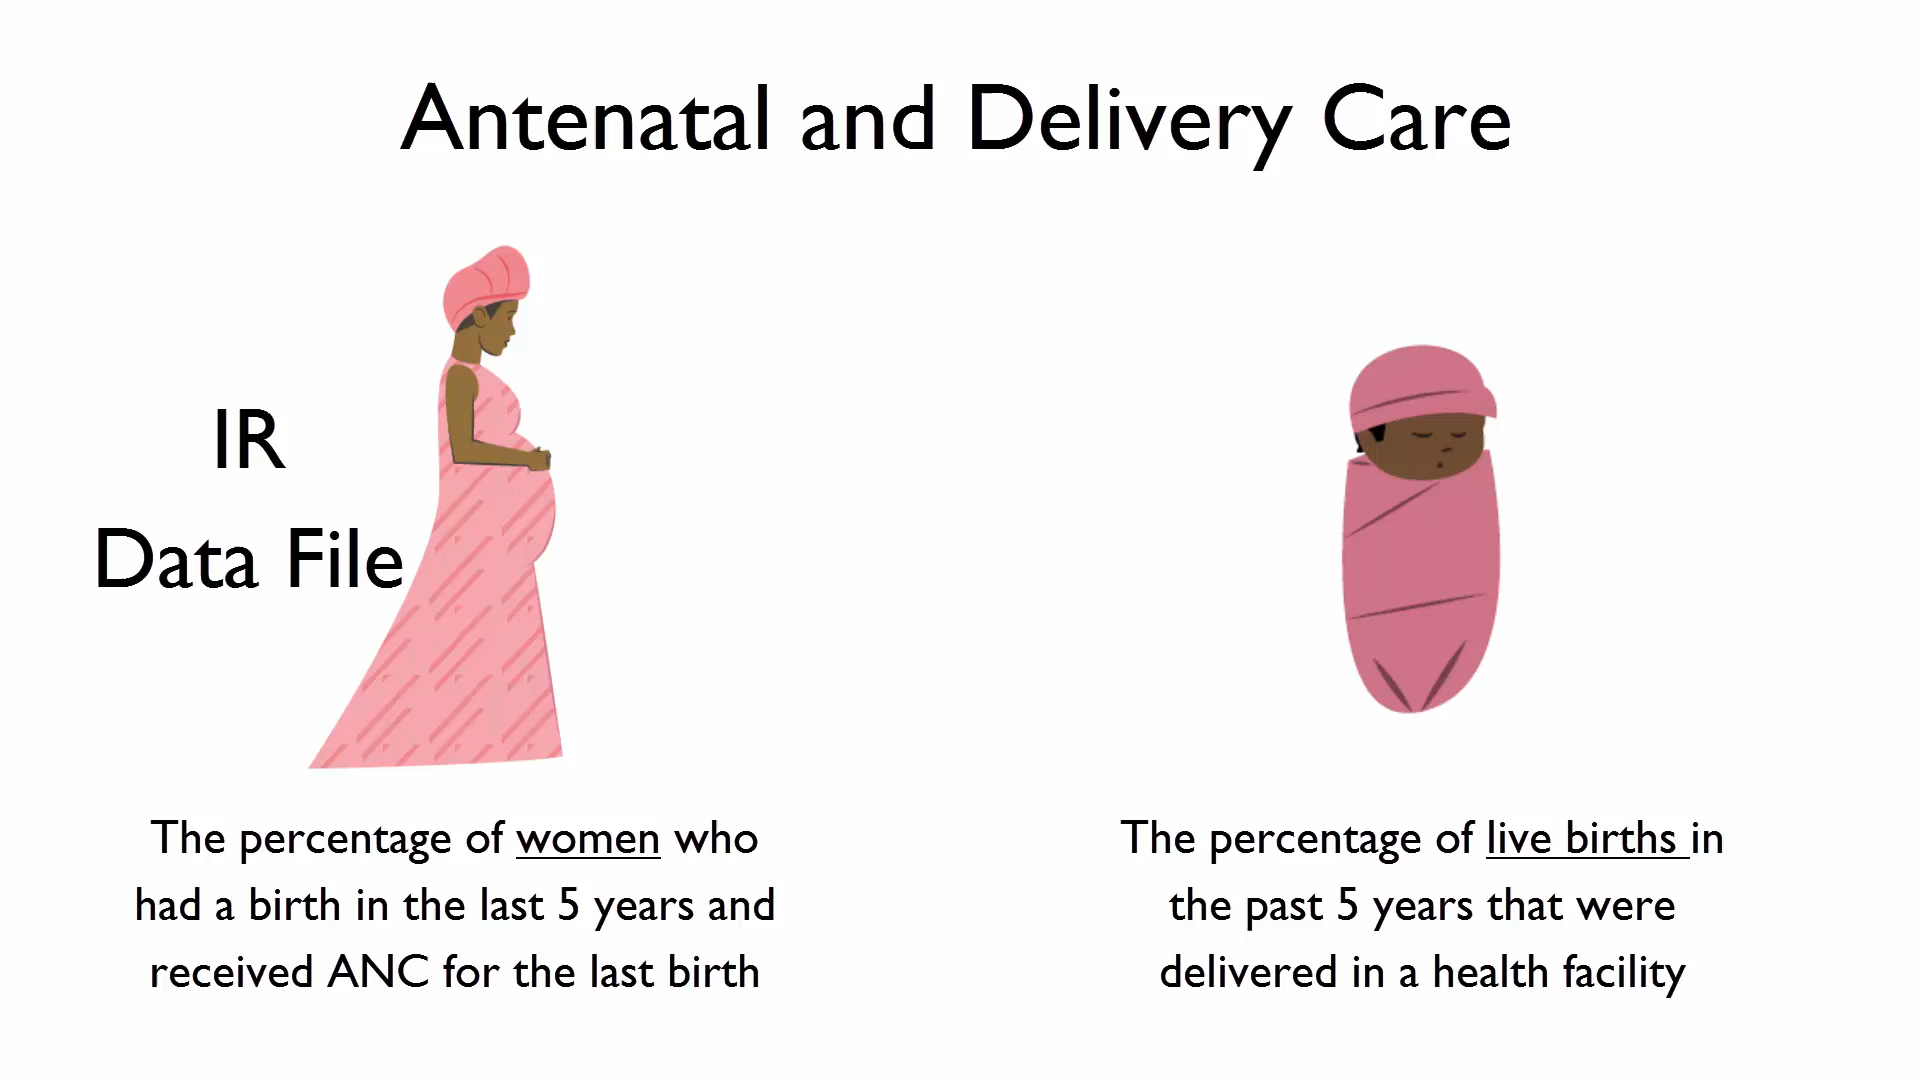 Antenatal and Delivery Care
IR
Data File
The percentage of women who
had a birth in the last 5 years and
received ANC for the last birth
The percentage of live births in
the past 5 years that were
delivered in a health facility